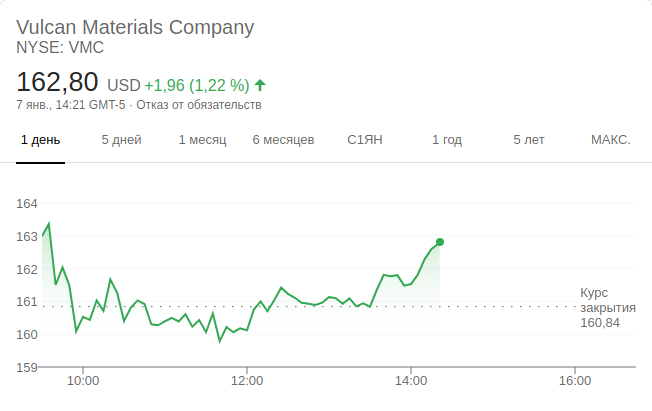 Vulcan Materials Company
NYSE: VMC
162,80 USD +1,96 (1,22 %)
7 янв., 14:21 GMT-5 · Отказ от обязательств
1 день 5 дней 1 месяц 6 месяцев С1ЯН 1 год 5 лет МАКС.
164
163
162
161
160
159
Курс
закрытия
160,84
10:00 12:00 14:00 16:00